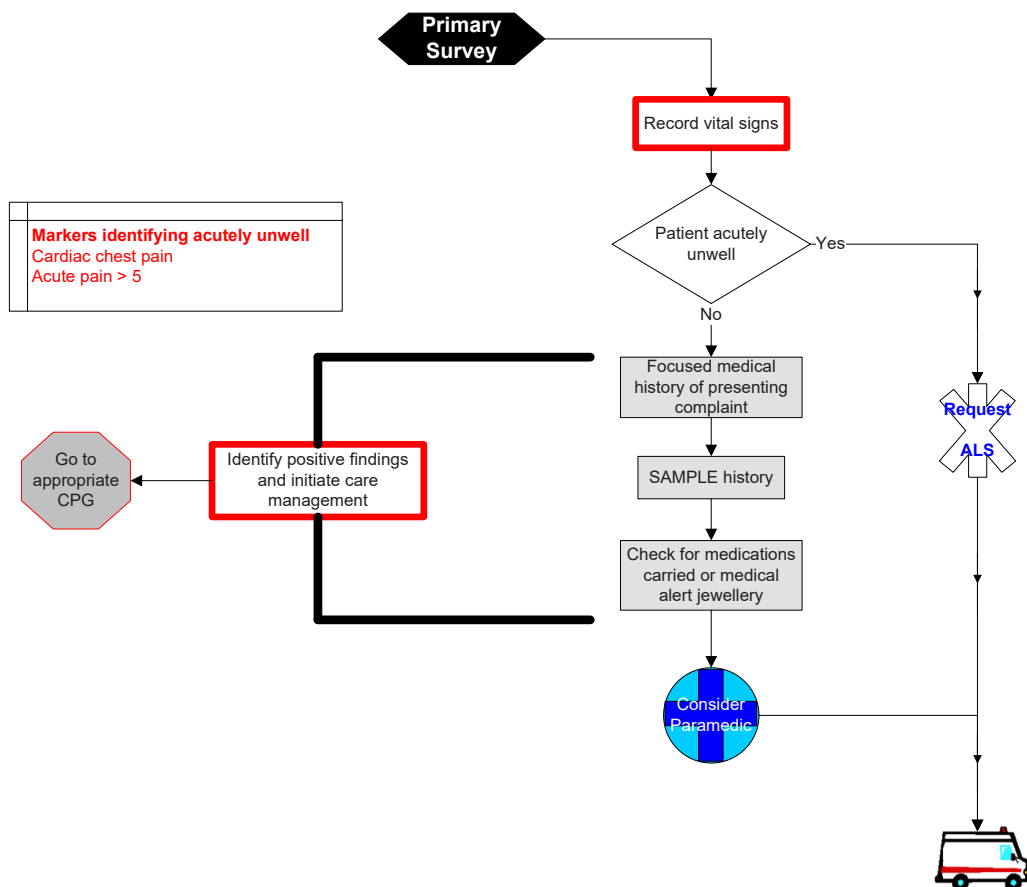 Primary
Survey
Record vital signs
Patient acutely
unwell
Yes
No
Markers identifying acutely unwell
Cardiac chest pain
Acute pain > 5
Focused medical
history of presenting
complaint
Request
ALS
Go to
appropriate
CPG
Identify positive findings
and initiate care
management
SAMPLE history
Check for medications
carried or medical
alert jewellery
Consider
Paramedic